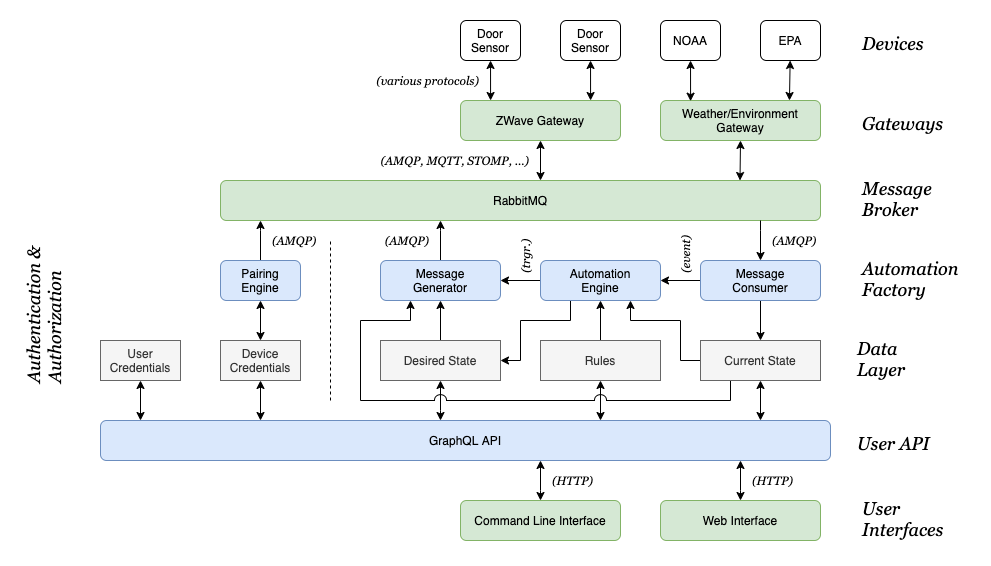 Door
Sensor
Door
Sensor
NOAA
EPA
Devices
(various protocols)
ZWave Gateway
Weather/Environment
Gateway
Gateways
(AMQP, MQTT, STOMP, ...)
RabbitMQ
Message
Broker
(AMQP)
(AMQP)
(trgr.)
(event)
(AMQP)
Authentication &
Authorization
Pairing
Engine
Message
Generator
Automation
Engine
Message
Consumer
Automation
Factory
User
Credentials
Device
Credentials
Desired State
Rules
Current State
Data
Layer
GraphQL API
User API
(HTTP)
(HTTP)
Command Line Interface
Web Interface
User
Interfaces